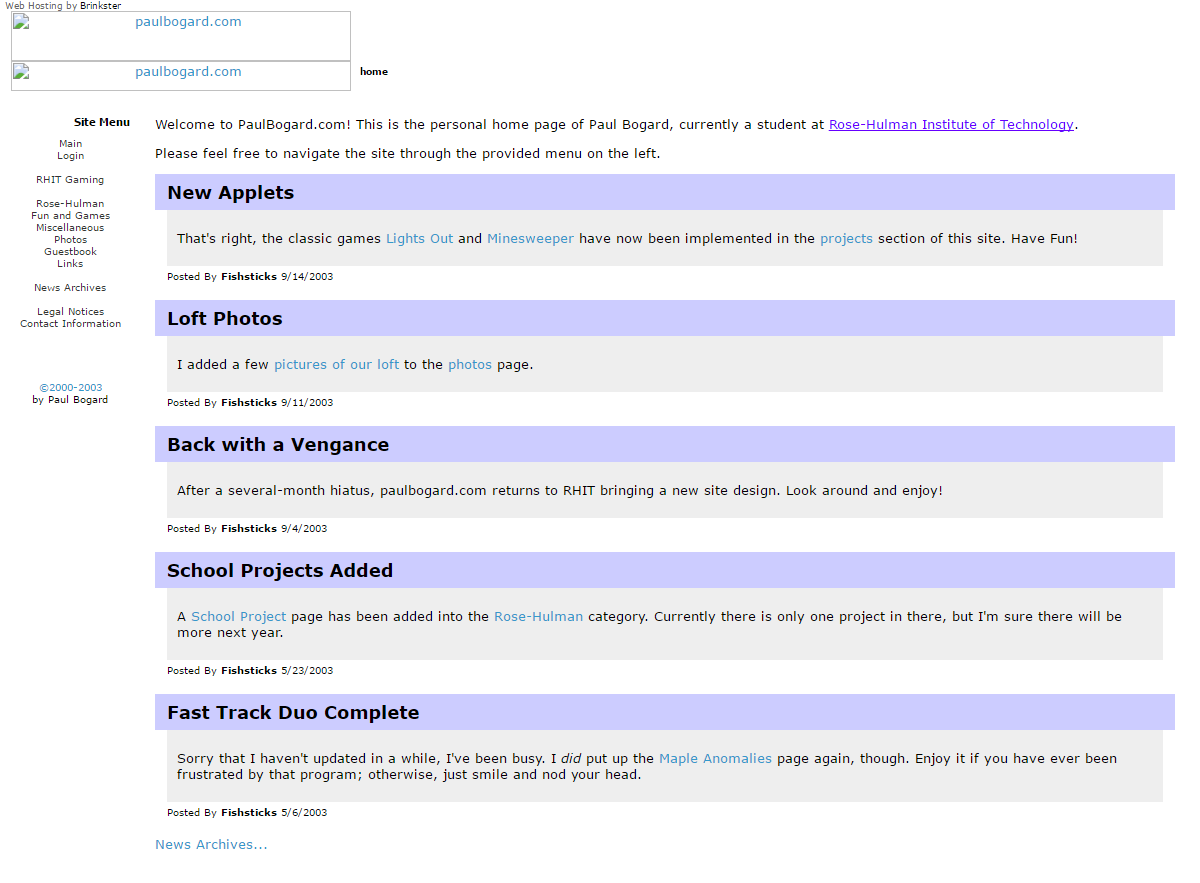 Web Hosting by Brinkster
paulbogard.com
paulbogard.com
home
Site Menu
Main
Login
RHIT Gaming
Rose-Hulman
Fun and Games
Miscellaneous
Photos
Guestbook
Links
News Archives
Legal Notices
Contact Information
©2000-2003
by Paul Bogard
Welcome to PaulBogard.com! This is the personal home page of Paul Bogard, currently a student at Rose-Hulman Institute of Technology.
Please feel free to navigate the site through the provided menu on the left.
New Applets
That's right, the classic games Lights Out and Minesweeper have now been implemented in the projects section of this site. Have Fun!
Posted By Fishsticks 9/14/2003
Loft Photos
I added a few pictures of our loft to the photos page.
Posted By Fishsticks 9/11/2003
Back with a Vengance
After a several-month hiatus, paulbogard.com returns to RHIT bringing a new site design. Look around and enjoy!
Posted By Fishsticks 9/4/2003
School Projects Added
A School Project page has been added into the Rose-Hulman category. Currently there is only one project in there, but I'm sure there will be
more next year.
Posted By Fishsticks 5/23/2003
Fast Track Duo Complete
Sorry that I haven't updated in a while, I've been busy. I did put up the Maple Anomalies page again, though. Enjoy it if you have ever been
frustrated by that program; otherwise, just smile and nod your head.
Posted By Fishsticks 5/6/2003
News Archives...